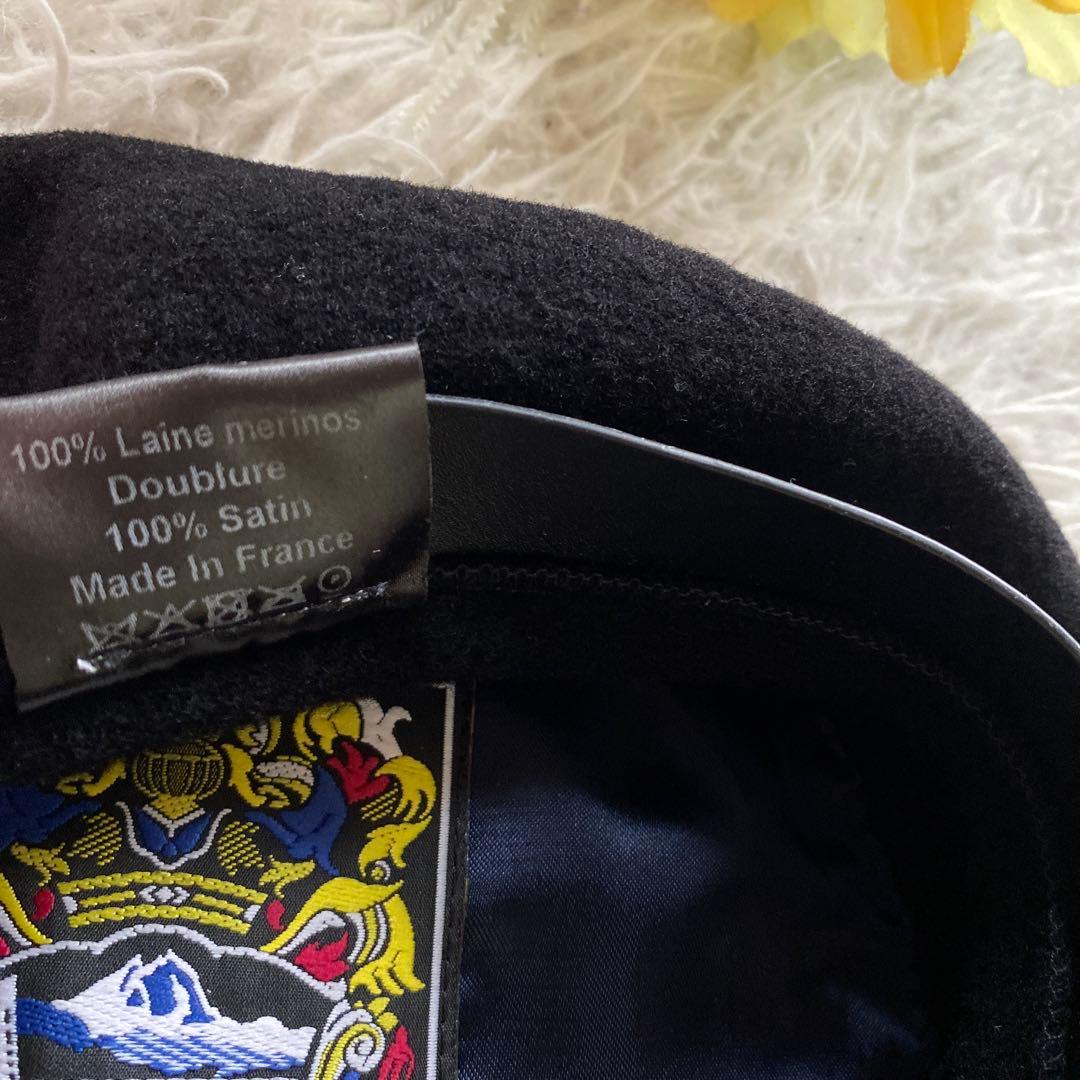 100% Laine merinos
Doublure
100% Satin
Made In France